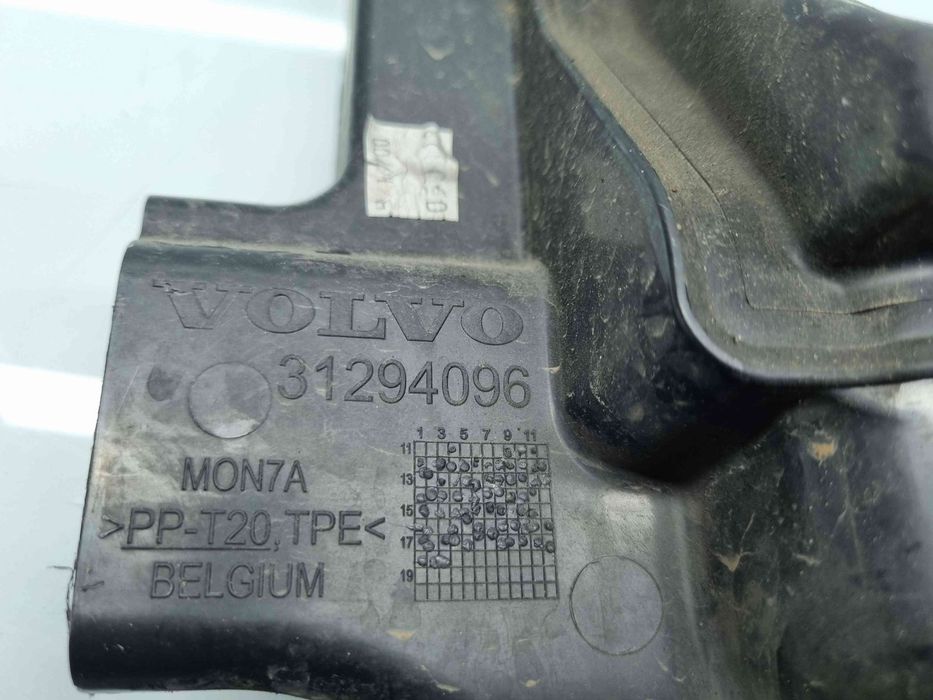 VOLVO
31294096
1 3 5 7 9 11
11
13
15
17
19
MON7A
>PP-T20,TPE<
BELGIUM